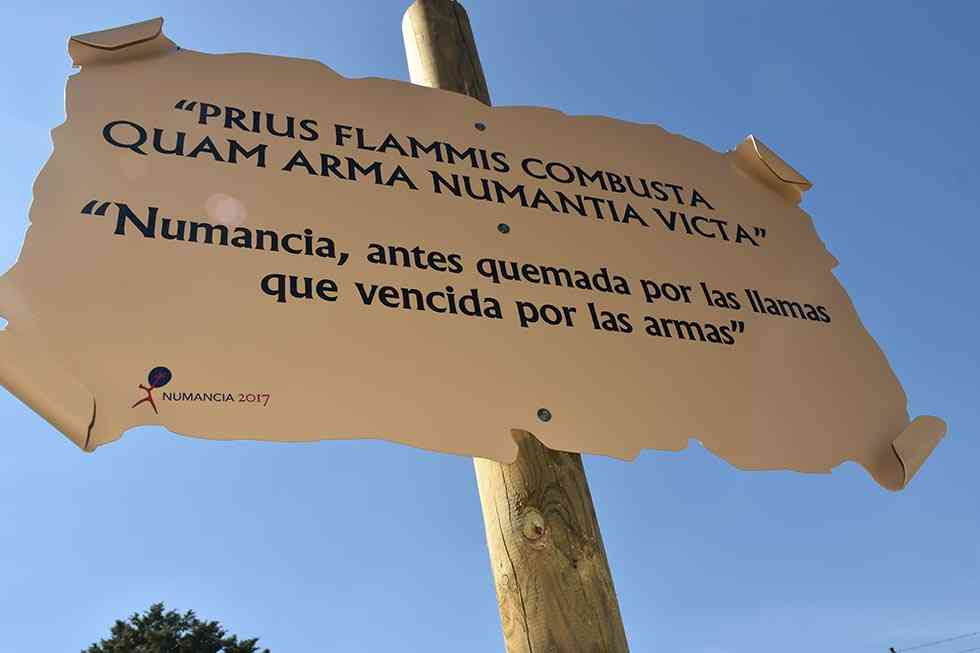 “PRIUS FLAMMIS COMBUSTA
QUAM ARMA NUMANTIA VICTA”
“Numancia, antes quemada por las llamas
que vencida por las armas”
NUMANCIA 2017